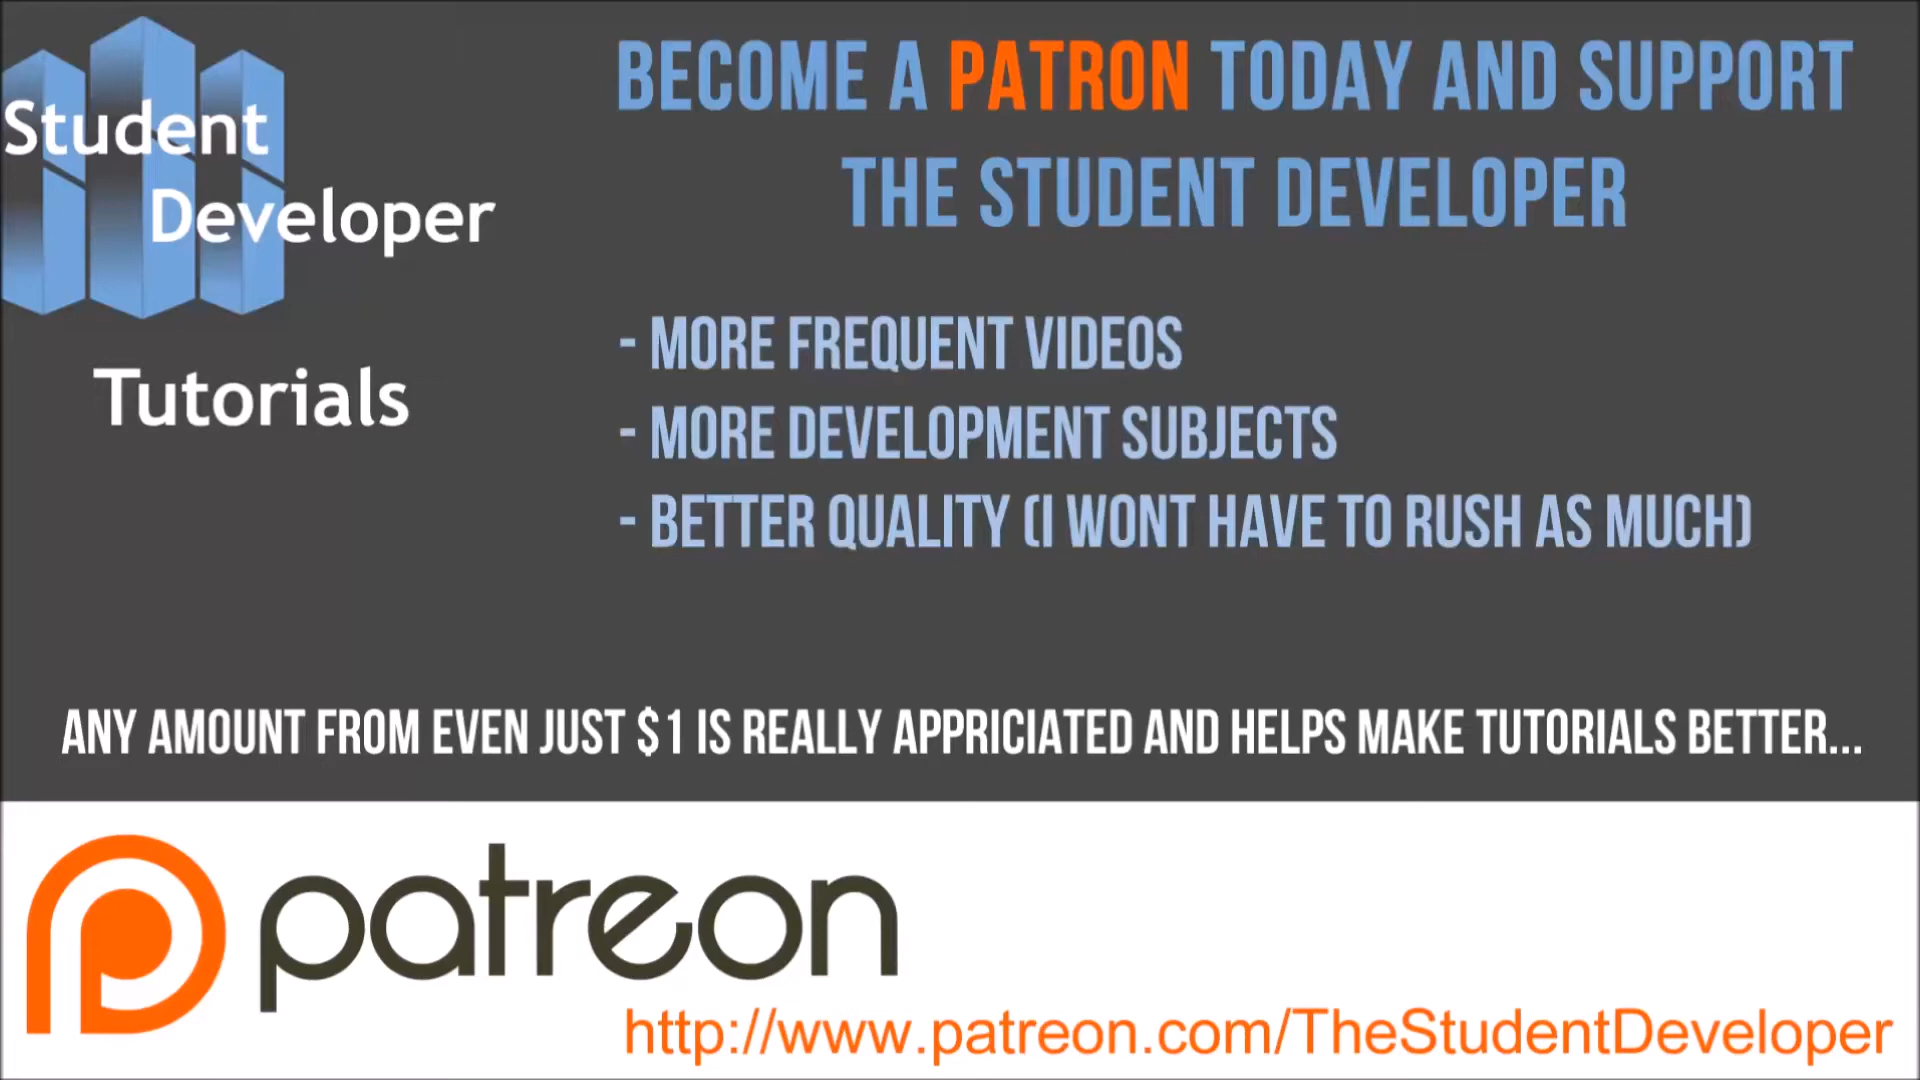 Student
Developer
Tutorials
BECOME A PATRON TODAY AND SUPPORT
THE STUDENT DEVELOPER
- MORE FREQUENT VIDEOS
- MORE DEVELOPMENT SUBJECTS
- BETTER QUALITY (I WONT HAVE TO RUSH AS MUCH)
ANY AMOUNT FROM EVEN JUST $1 IS REALLY APPRICIATED AND HELPS MAKE TUTORIALS BETTER...
patreon
http://www.patreon.com/TheStudentDeveloper